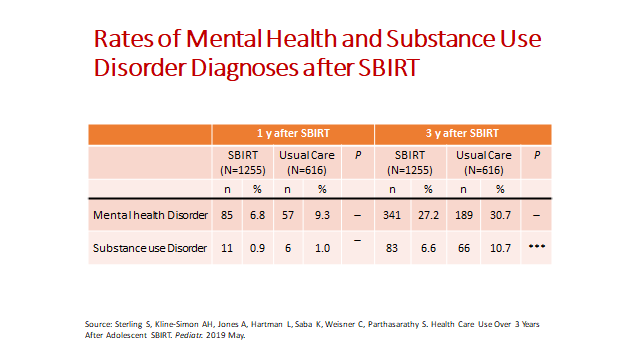 Rates of Mental Health and Substance Use
Disorder Diagnoses after SBIRT
1 y after SBIRT 3 y after SBIRT
SBIRT (N=1255) Usual Care (N=616) P SBIRT (N=1255) Usual Care (N=616) P
n % n % n % n %
Mental health Disorder 85 6.8 57 9.3 – 341 27.2 189 30.7 –
Substance use Disorder 11 0.9 6 1.0 – 83 6.6 66 10.7 •••
Source: Sterling S, Kline-Simon AH, Jones A, Hartman L, Saba K, Weisner C, Parthasarathy S. Health Care Use Over 3 Years
After Adolescent SBIRT. Pediatr. 2019 May.